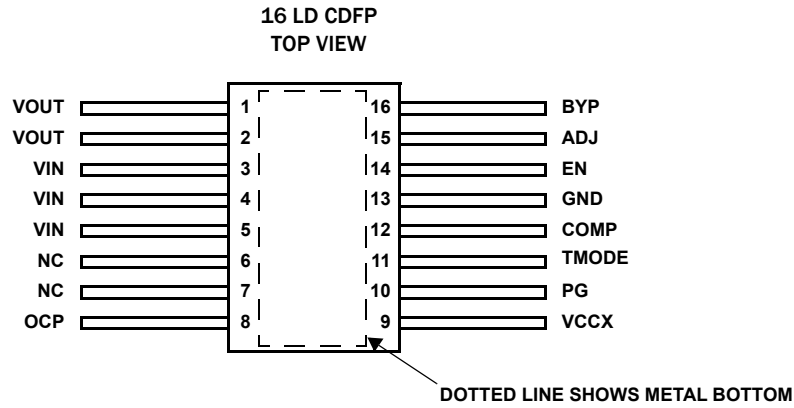 16 LD CDFP
TOP VIEW
VOUT 1 16 BYP
VOUT 2 15 ADJ
VIN 3 14 EN
VIN 4 13 GND
VIN 5 12 COMP
NC 6 11 TMODE
NC 7 10 PG
OCP 8 9 VCCX
DOTTED LINE SHOWS METAL BOTTOM